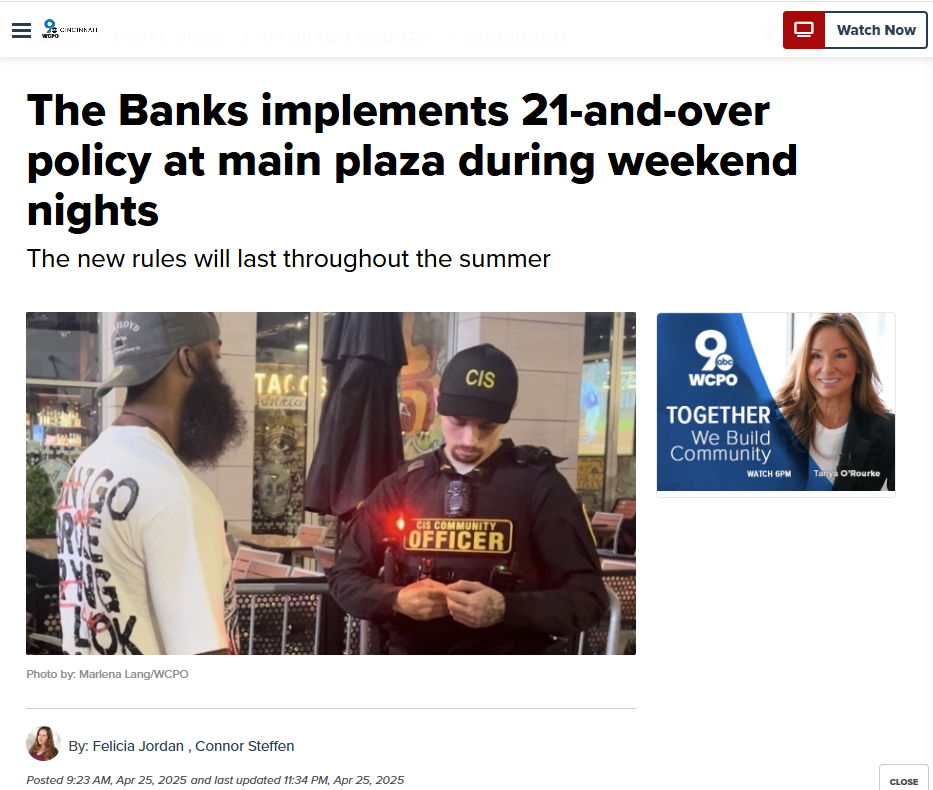 9
WCPO
CINCINNATI
LOCAL NEWS
HAMILTON COUNTY
CINCINNATI
Watch Now
The Banks implements 21-and-over
policy at main plaza during weekend
nights
The new rules will last throughout the summer
TACOS
CIS
CIS COMMUNITY
OFFICER
9 abc
WCPO
TOGETHER
We Build
Community
WATCH 6PM
Tanya O'Rourke
Photo by: Marlena Lang/WCPO
By: Felicia Jordan , Connor Steffen
Posted 9:23 AM, Apr 25, 2025 and last updated 11:34 PM, Apr 25, 2025
CLOSE